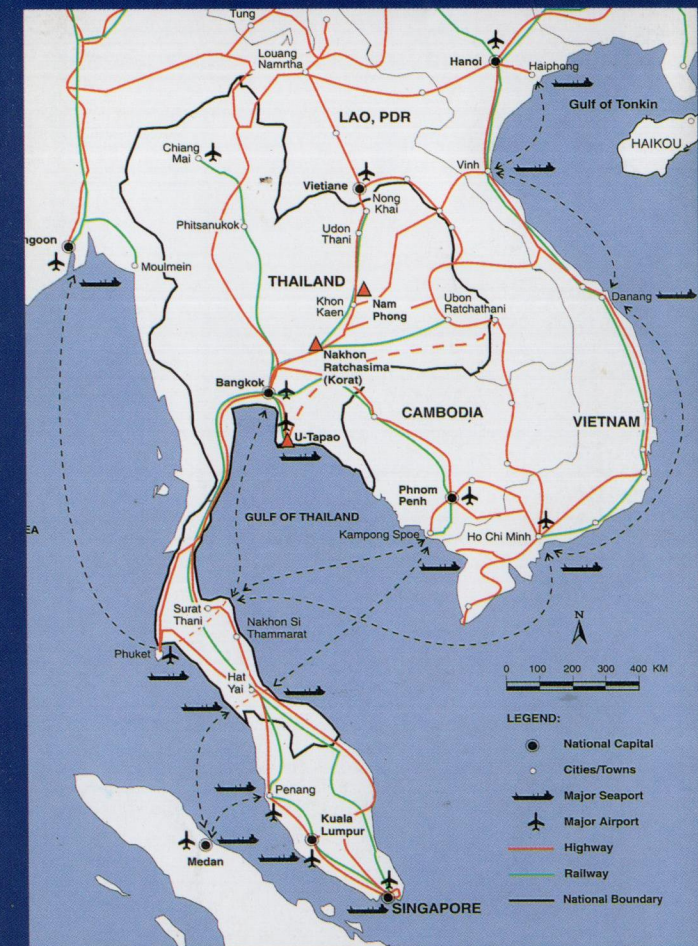 Tung
Louang
Namrtha
Hanoi
Haiphong
Gulf of Tonkin
LAO, PDR
HAIKOU
Chiang
Mai
Vinh
Vietiane
Nong
Khai
Phitsanukok
Udon
Thani
ngoon
Moulmein
THAILAND
Khon
Kaen
Nam
Phong
Ubon
Ratchathani
Danang
Nakhon
Ratchasima
(Korat)
Bangkok
CAMBODIA
VIETNAM
U-Tapao
Phnom
Penh
GULF OF THAILAND
EA
Kampong Spoe
Ho Chi Minh
Surat
Thani
Nakhon Si
Thammarat
N
Phuket
Hat
Yai
0 100 200 300 400 KM
LEGEND:
National Capital
Cities/Towns
Penang
Major Seaport
Kuala
Lumpur
Major Airport
Medan
Highway
Railway
National Boundary
SINGAPORE